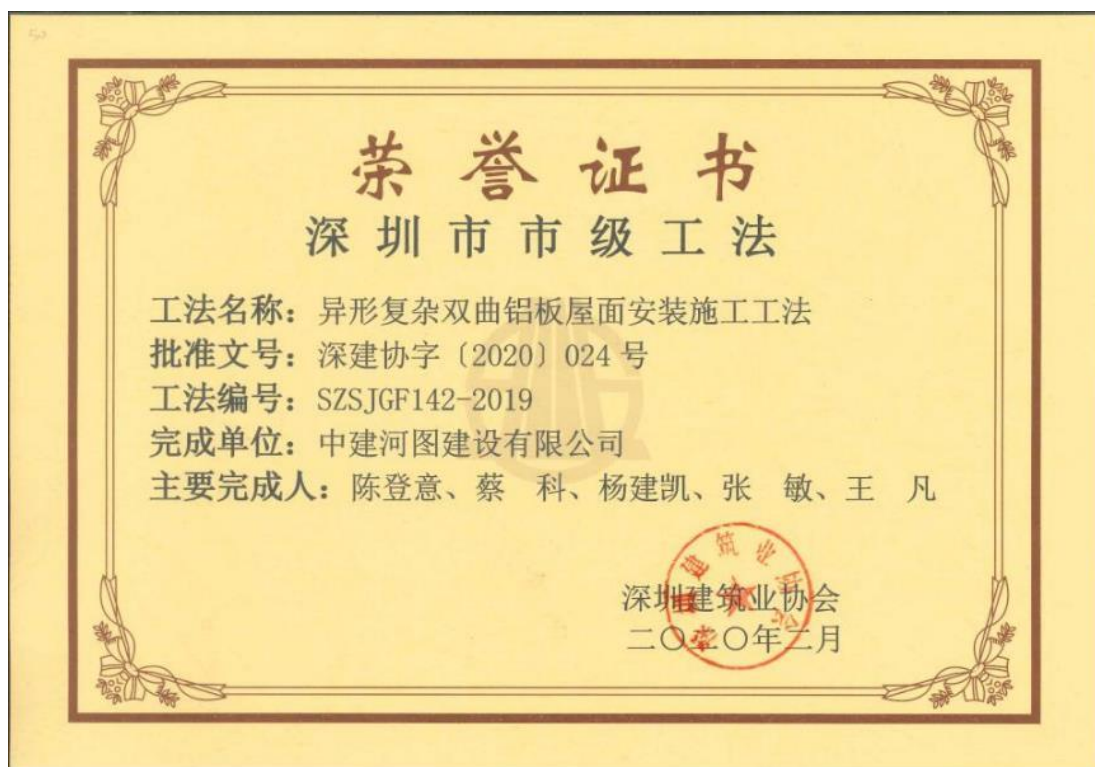 荣誉证书
深圳市市级工法
工法名称：异形复杂双曲铝板屋面安装施工工法
批准文号：深建协字〔2020〕024号
工法编号：SZSJGF142-2019
完成单位：中建河图建设有限公司
主要完成人：陈登意、蔡　科、杨建凯、张　敏、王　凡
深圳建筑业协会
二〇二〇年二月